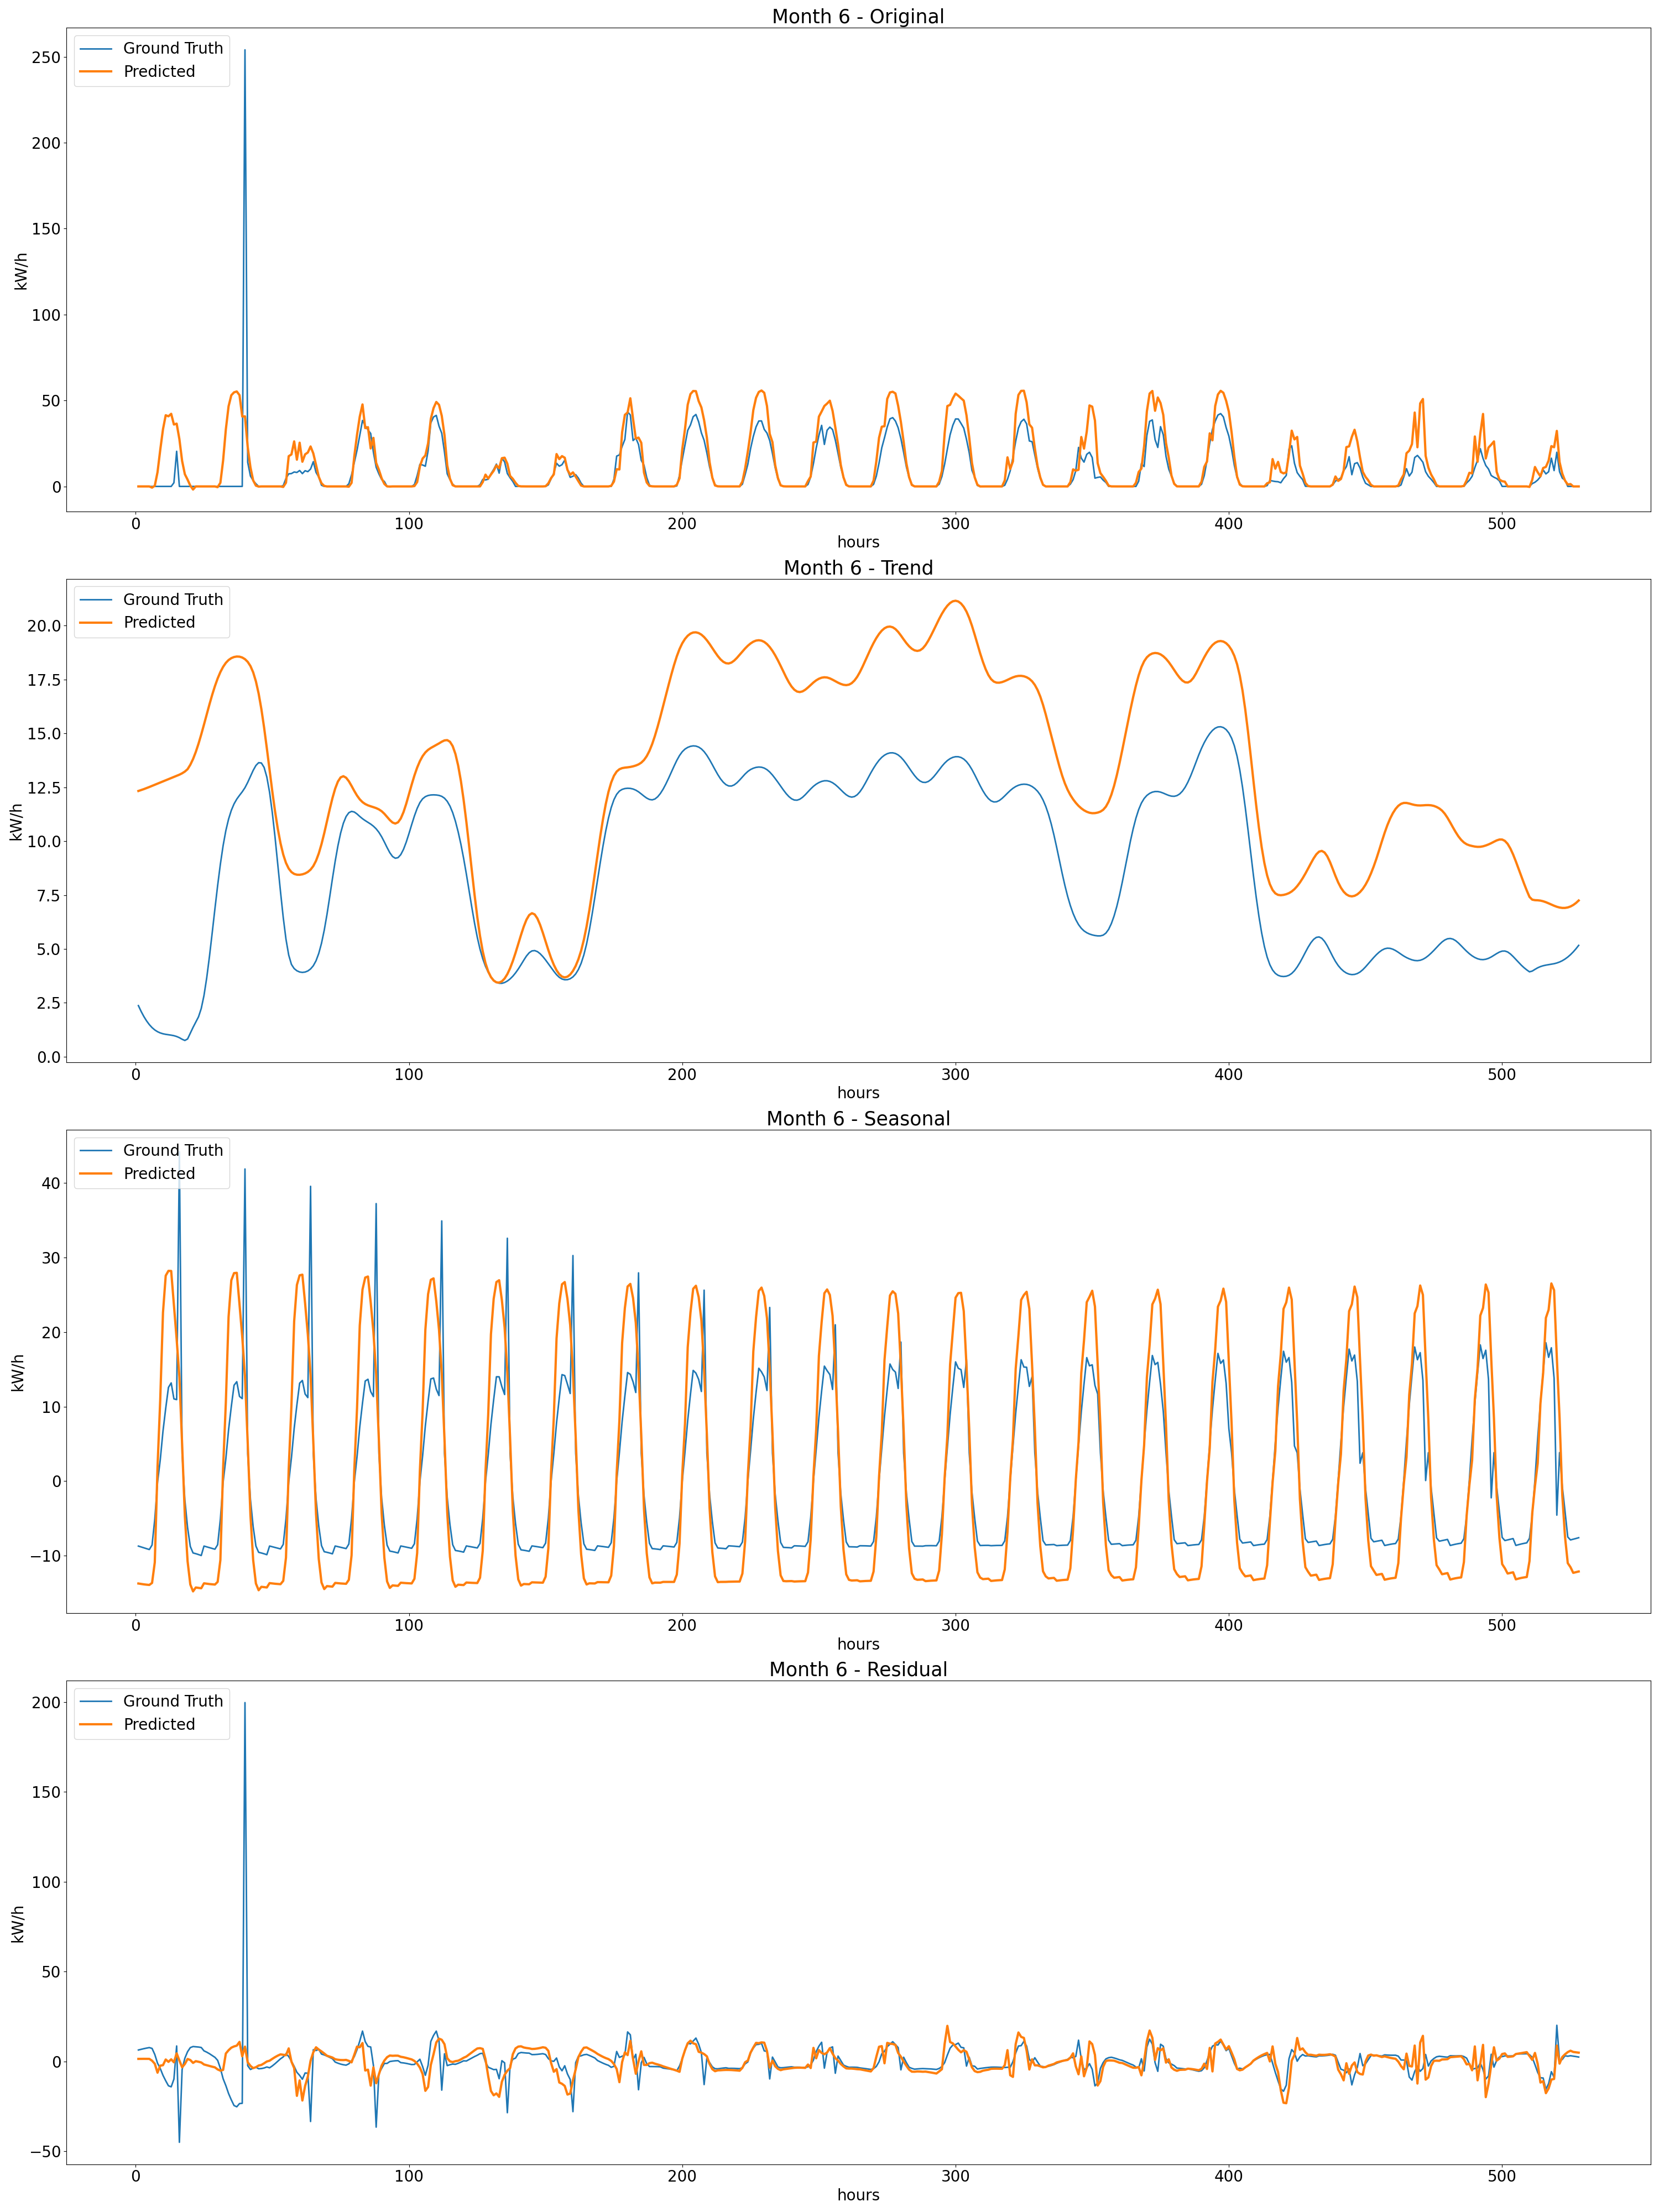 Month 6 - Original
Ground Truth
Predicted
kW/h
250
200
150
100
50
0
0 100 200 300 400 500
hours
Month 6 - Trend
Ground Truth
Predicted
kW/h
20.0
17.5
15.0
12.5
10.0
7.5
5.0
2.5
0.0
0 100 200 300 400 500
hours
Month 6 - Seasonal
Ground Truth
Predicted
kW/h
40
30
20
10
0
−10
0 100 200 300 400 500
hours
Month 6 - Residual
Ground Truth
Predicted
kW/h
200
150
100
50
0
−50
0 100 200 300 400 500
hours